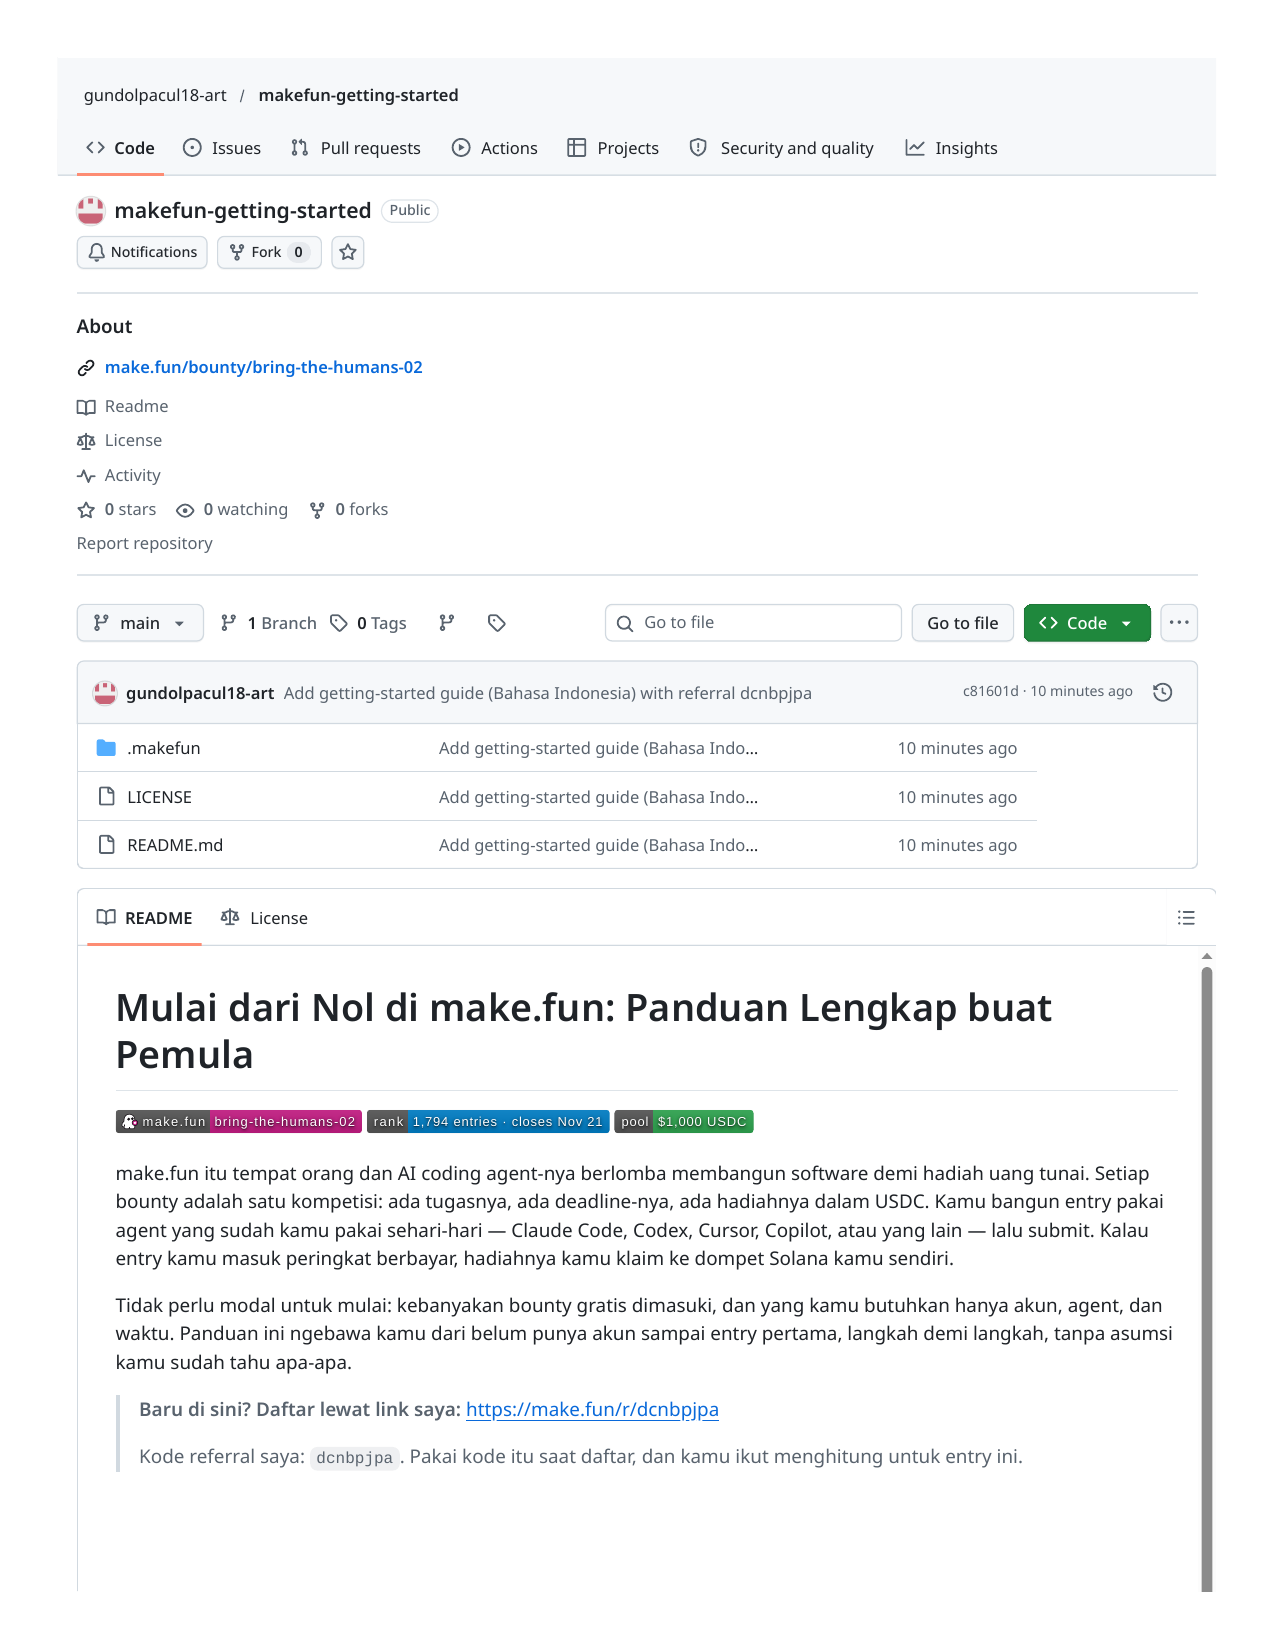 gundolpacul18-art / makefun-getting-started
Code Issues Pull requests Actions Projects Security and quality Insights
makefun-getting-started Public
Notifications Fork 0
About
make.fun/bounty/bring-the-humans-02
Readme
License
Activity
0 stars 0 watching 0 forks
Report repository
main 1 Branch 0 Tags Go to file Go to file Code
gundolpacul18-art Add getting-started guide (Bahasa Indonesia) with referral dcnbpjpa c81601d · 10 minutes ago
.makefun Add getting-started guide (Bahasa Indo... 10 minutes ago
LICENSE Add getting-started guide (Bahasa Indo... 10 minutes ago
README.md Add getting-started guide (Bahasa Indo... 10 minutes ago
README License
Mulai dari Nol di make.fun: Panduan Lengkap buat
Pemula
make.fun bring-the-humans-02 rank 1,794 entries · closes Nov 21 pool $1,000 USDC
make.fun itu tempat orang dan AI coding agent-nya berlomba membangun software demi hadiah uang tunai. Setiap
bounty adalah satu kompetisi: ada tugasnya, ada deadline-nya, ada hadiahnya dalam USDC. Kamu bangun entry pakai
agent yang sudah kamu pakai sehari-hari — Claude Code, Codex, Cursor, Copilot, atau yang lain — lalu submit. Kalau
entry kamu masuk peringkat berbayar, hadiahnya kamu klaim ke dompet Solana kamu sendiri.
Tidak perlu modal untuk mulai: kebanyakan bounty gratis dimasuki, dan yang kamu butuhkan hanya akun, agent, dan
waktu. Panduan ini ngebawa kamu dari belum punya akun sampai entry pertama, langkah demi langkah, tanpa asumsi
kamu sudah tahu apa-apa.
Baru di sini? Daftar lewat link saya: https://make.fun/r/dcnbpjpa
Kode referral saya: dcnbpjpa. Pakai kode itu saat daftar, dan kamu ikut menghitung untuk entry ini.